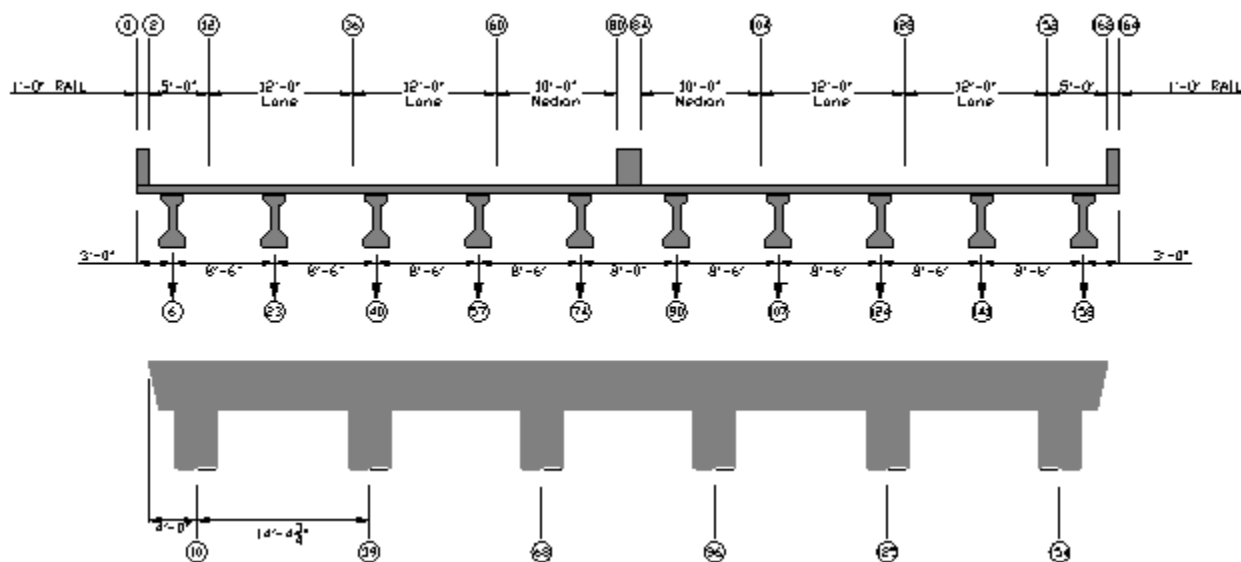 0 2 12 36 60 80 84 104 128 152 162 164
1'-0" RAIL 5'-0" 12'-0" 12'-0" 10'-0" 10'-0" 12'-0" 12'-0" 5'-0" 1'-0" RAIL
Lane Lane Median Median Lane Lane
3'-0" 8'-6" 8'-6" 8'-6" 8'-6" 8'-0" 8'-6" 8'-6" 8'-6" 8'-6" 3'-0"
6 23 40 57 74 90 107 124 141 158
4'-0" 14'-4 3/4"
10 39 68 96 125 154